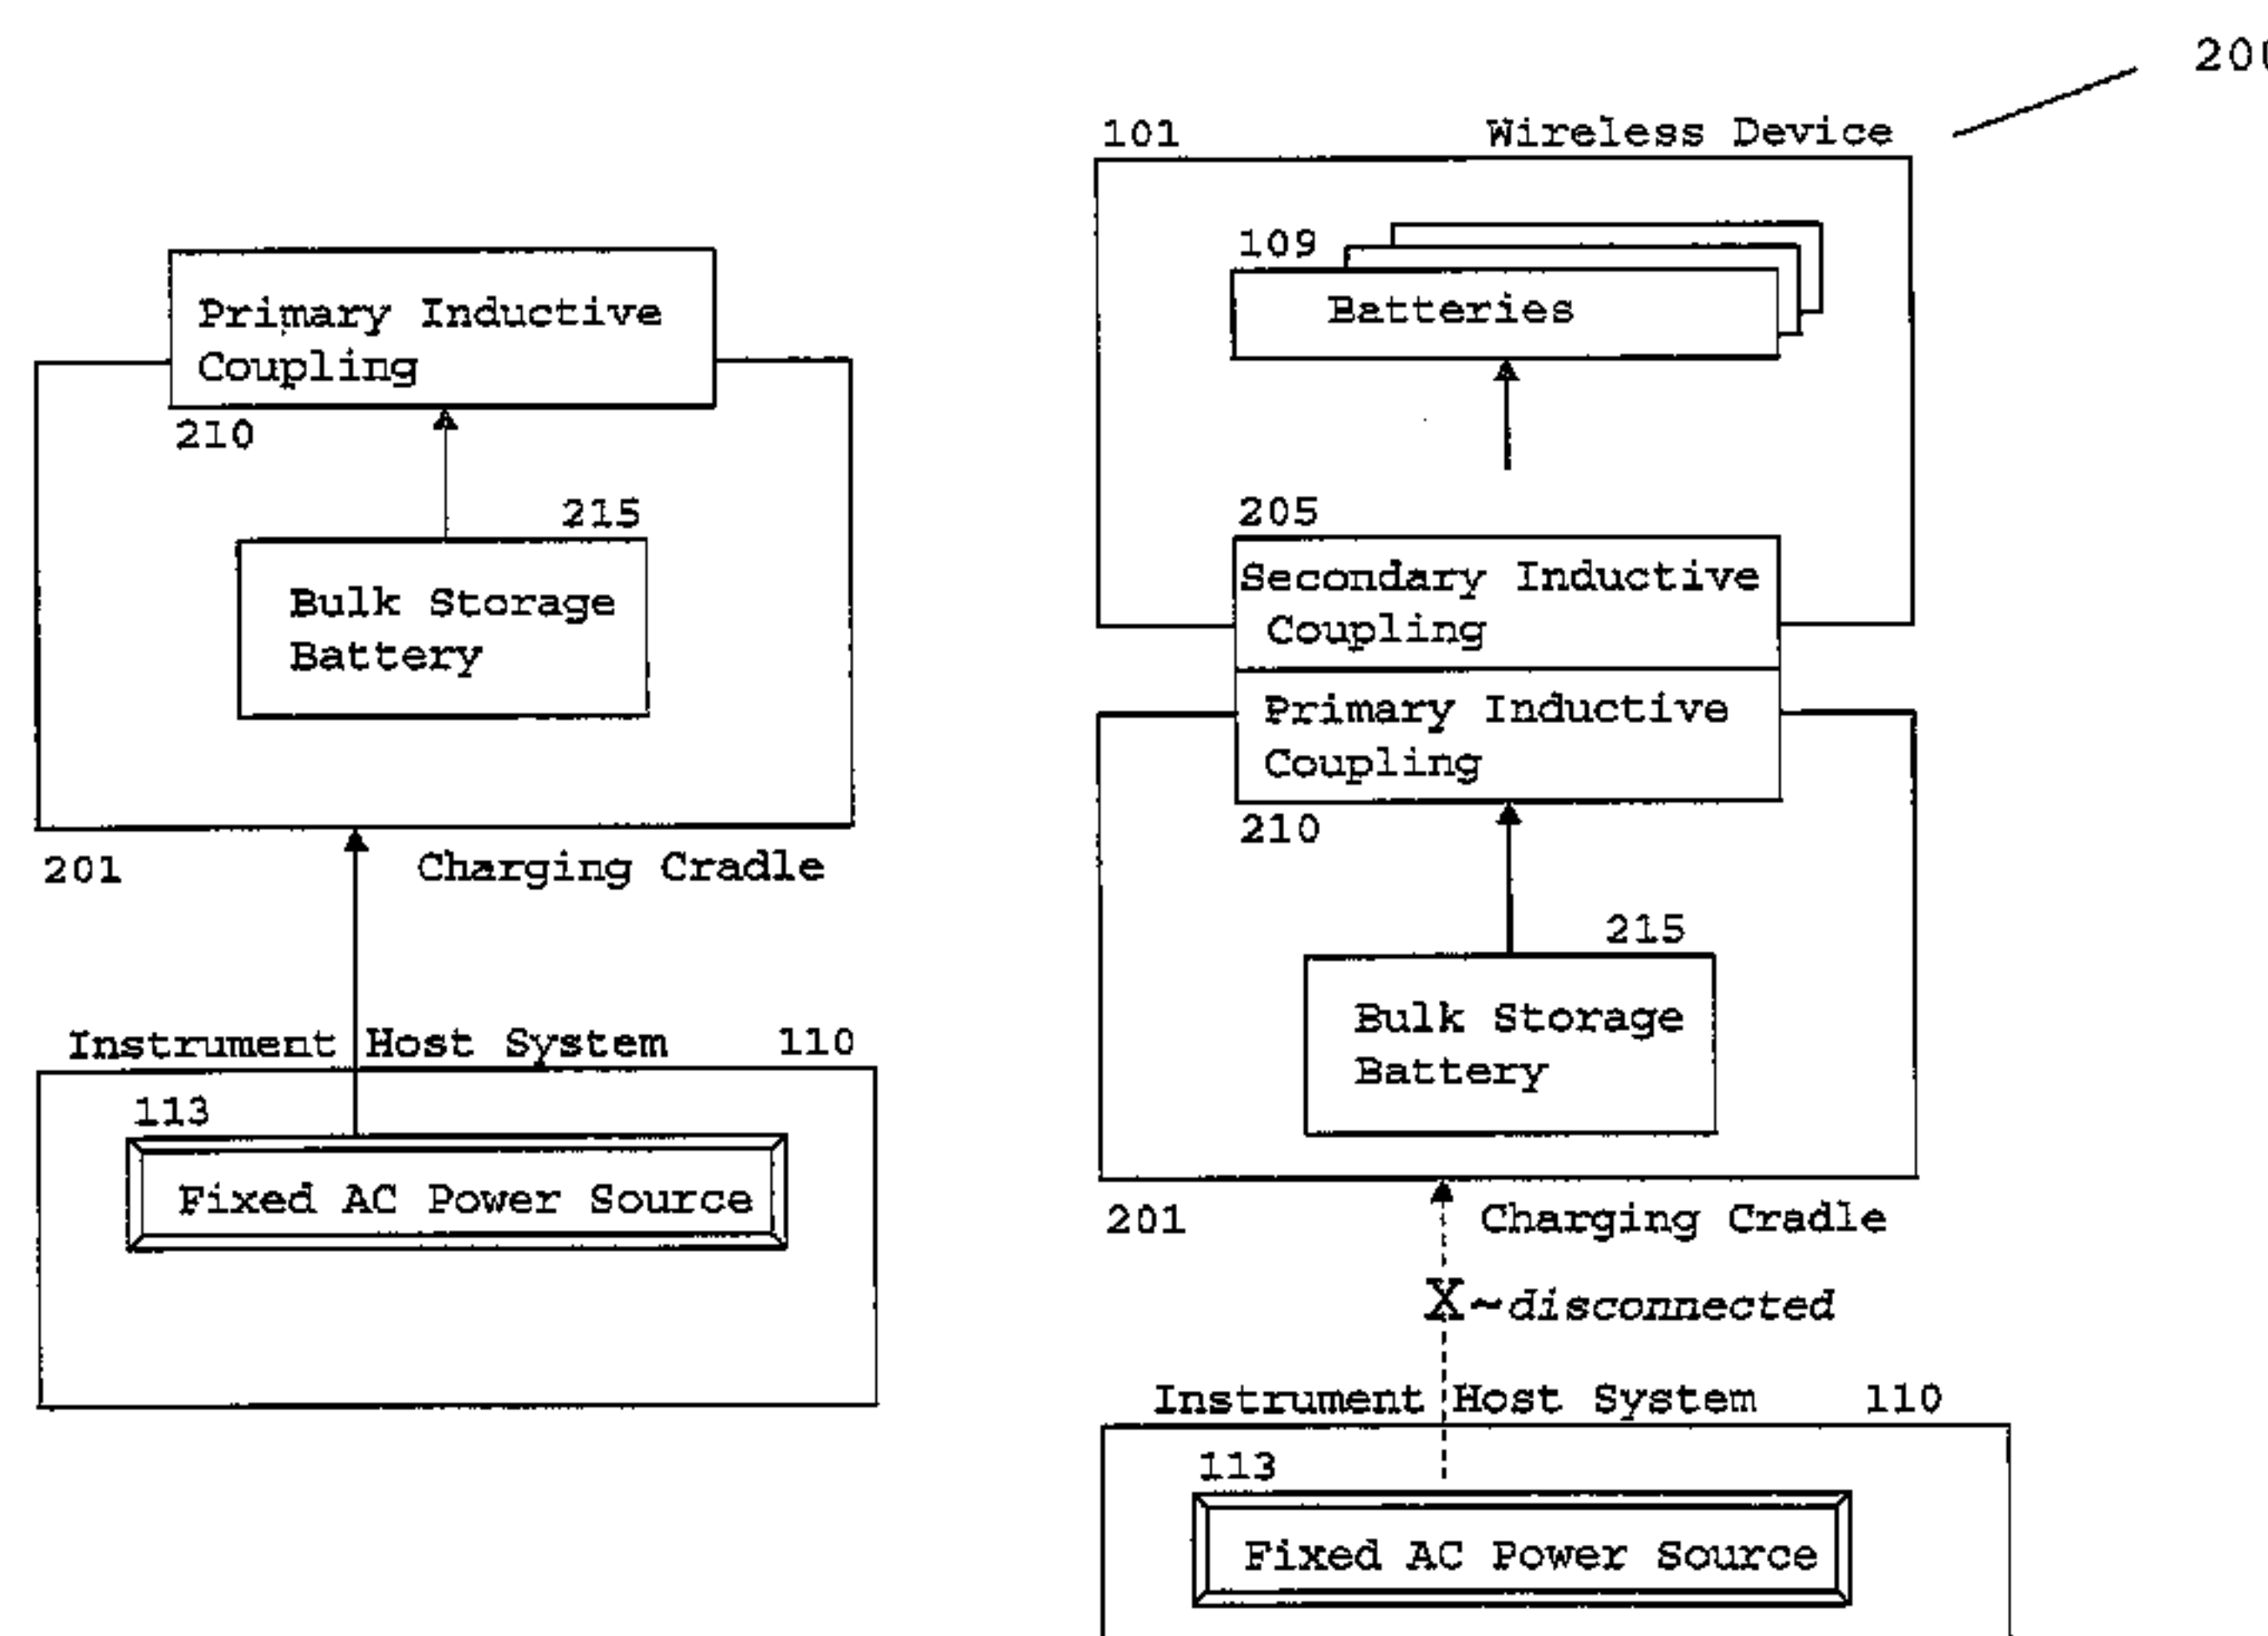 Primary Inductive
Coupling
210
215
Bulk Storage
Battery
201
Charging Cradle
Instrument Host System 110
113
Fixed AC Power Source
101
Wireless Device
109
Batteries
205
Secondary Inductive
Coupling
Primary Inductive
Coupling
210
215
Bulk Storage
Battery
201
Charging Cradle
X~disconnected
Instrument Host System 110
113
Fixed AC Power Source